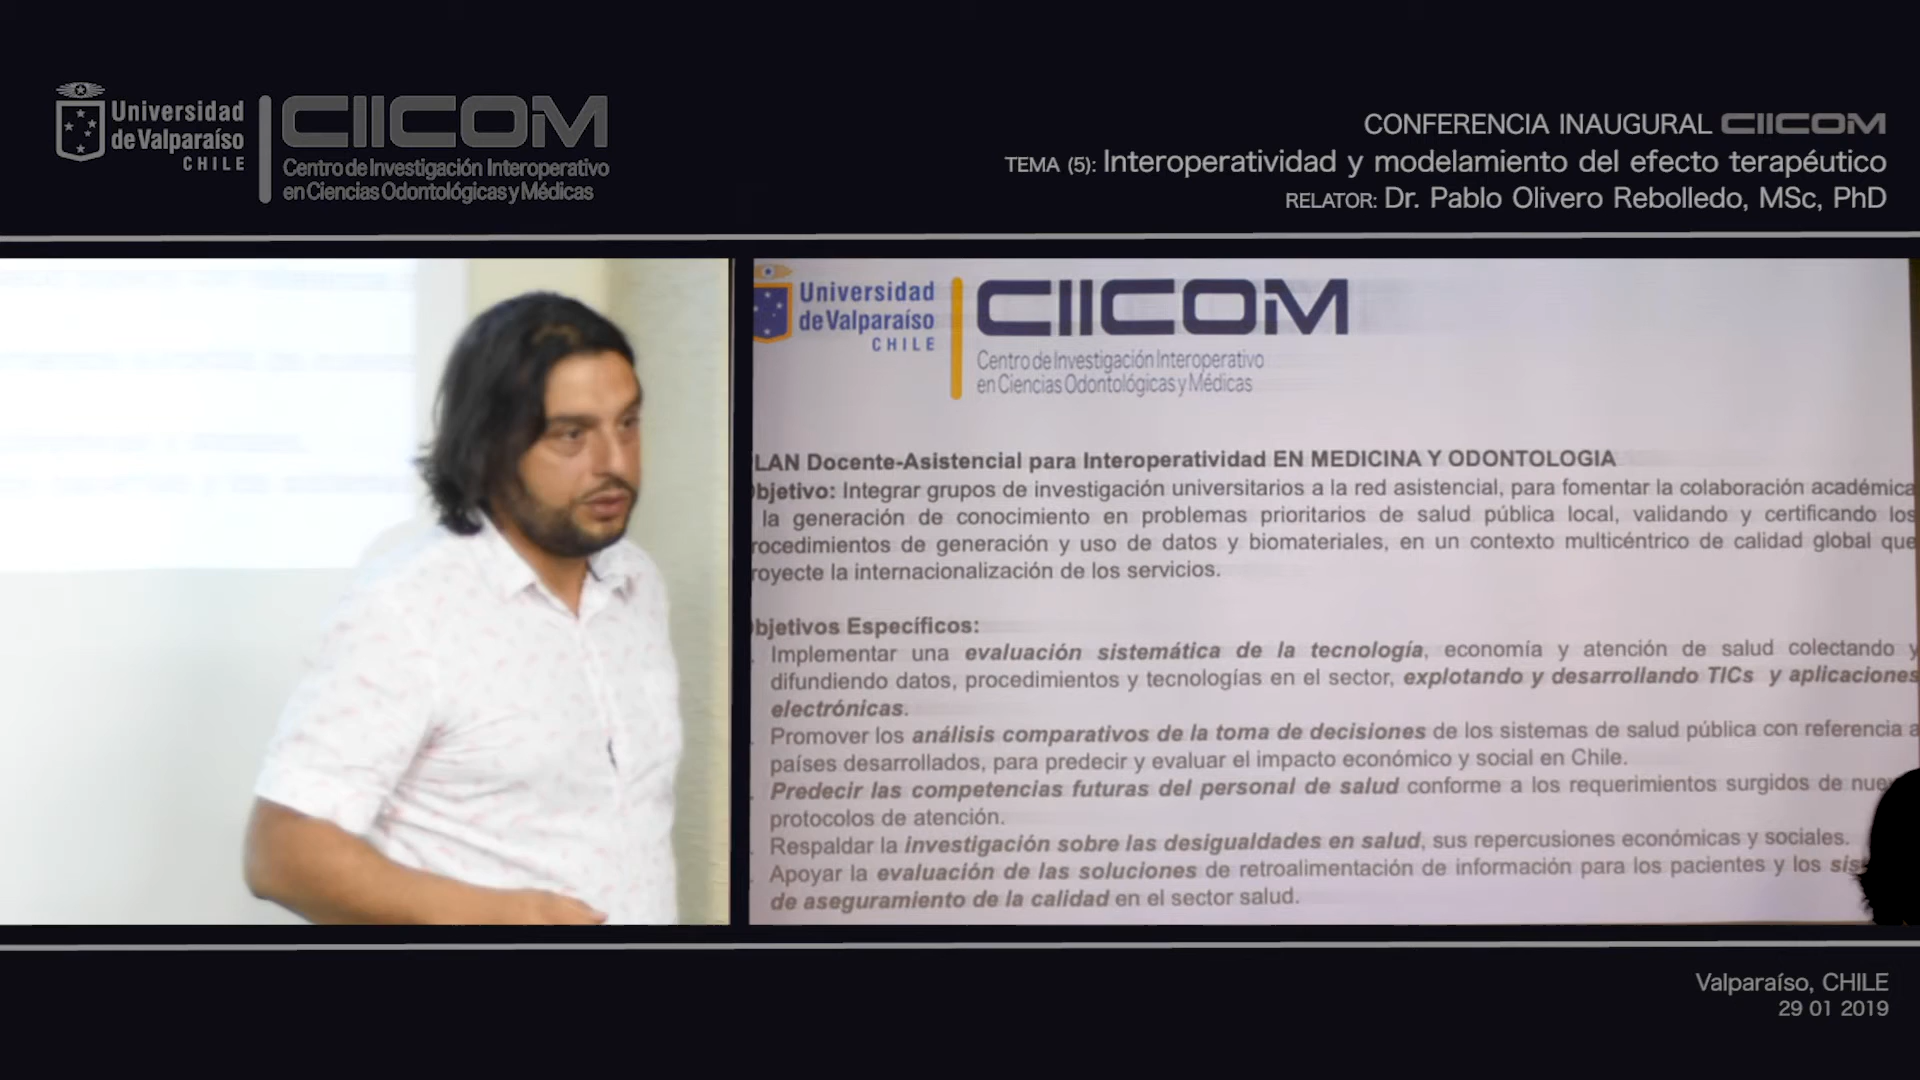 Universidad
de Valparaíso
CHILE
CIICOM
Centro de Investigación Interoperativo
en Ciencias Odontológicas y Médicas
CONFERENCIA INAUGURAL CIICOM
TEMA (5): Interoperatividad y modelamiento del efecto terapéutico
RELATOR: Dr. Pablo Olivero Rebolledo, MSc, PhD
Universidad
de Valparaíso
CHILE
CIICOM
Centro de Investigación Interoperativo
en Ciencias Odontológicas y Médicas
LAN Docente-Asistencial para Interoperatividad EN MEDICINA Y ODONTOLOGIA
bjetivo: Integrar grupos de investigación universitarios a la red asistencial, para fomentar la colaboración académica
la generación de conocimiento en problemas prioritarios de salud pública local, validando y certificando los
rocedimientos de generación y uso de datos y biomateriales, en un contexto multicéntrico de calidad global que
royecte la internacionalización de los servicios.
bjetivos Específicos:
Implementar una evaluación sistemática de la tecnología, economía y atención de salud colectando y
difundiendo datos, procedimientos y tecnologías en el sector, explotando y desarrollando TICs y aplicaciones
electrónicas.
Promover los análisis comparativos de la toma de decisiones de los sistemas de salud pública con referencia a
países desarrollados, para predecir y evaluar el impacto económico y social en Chile.
Predecir las competencias futuras del personal de salud conforme a los requerimientos surgidos de nue
protocolos de atención.
Respaldar la investigación sobre las desigualdades en salud, sus repercusiones económicas y sociales.
Apoyar la evaluación de las soluciones de retroalimentación de información para los pacientes y los sis
de aseguramiento de la calidad en el sector salud.
Valparaíso, CHILE
29 01 2019